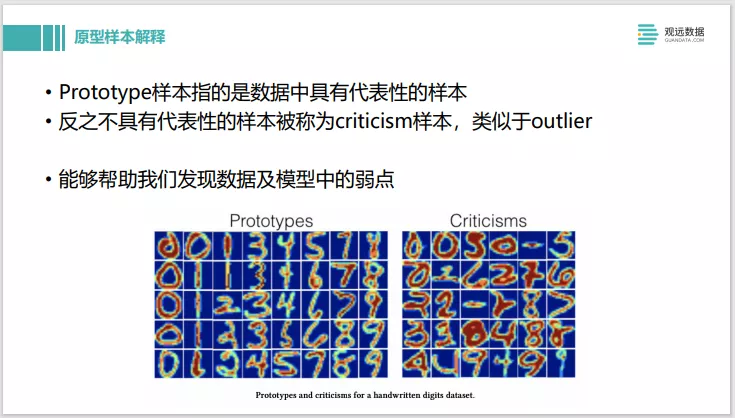 原型样本解释
观远数据
GUANDATA.COM
• Prototype样本指的是数据中具有代表性的样本
• 反之不具有代表性的样本被称为criticism样本，类似于outlier
• 能够帮助我们发现数据及模型中的弱点
Prototypes
Criticisms
Prototypes and criticisms for a handwritten digits dataset.